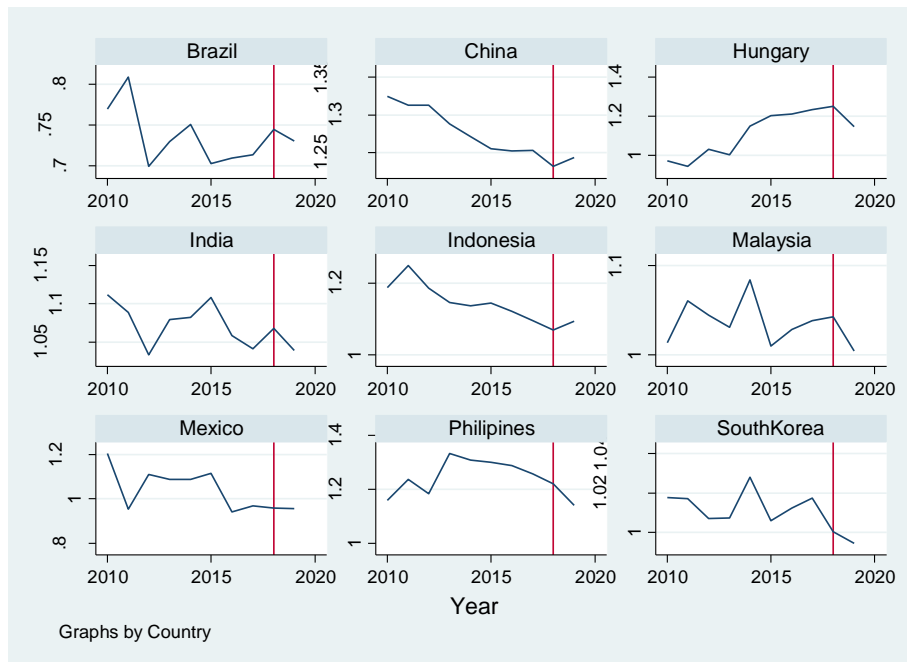 Brazil China Hungary
.8 1.3 1.4
.75 1.25 1.2
.7 1
2010 2015 2020 2010 2015 2020 2010 2015 2020
India Indonesia Malaysia
1.15 1.2 1.1
1.1
1.05 1 1
2010 2015 2020 2010 2015 2020 2010 2015 2020
Mexico Philipines SouthKorea
1.2 1.4 1.04
1 1.2 1.02
.8 1 1
2010 2015 2020 2010 2015 2020 2010 2015 2020
Year
Graphs by Country